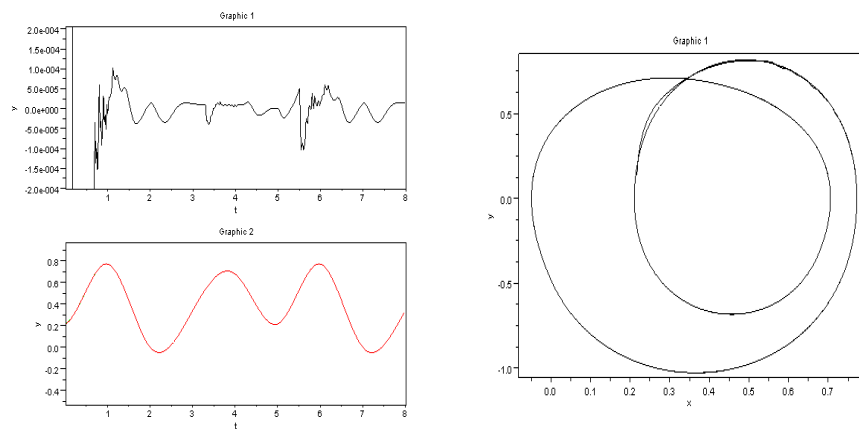 Graphic 1
2.0e-004
1.5e-004
1.0e-004
5.0e-005
0.0e+000
-5.0e-005
-1.0e-004
-1.5e-004
-2.0e-004
y
1 2 3 4 5 6 7 8
t
Graphic 2
0.8
0.6
0.4
0.2
0.0
-0.2
-0.4
y
1 2 3 4 5 6 7 8
t
Graphic 1
0.5
0.0
-0.5
-1.0
y
0.0 0.1 0.2 0.3 0.4 0.5 0.6 0.7
x